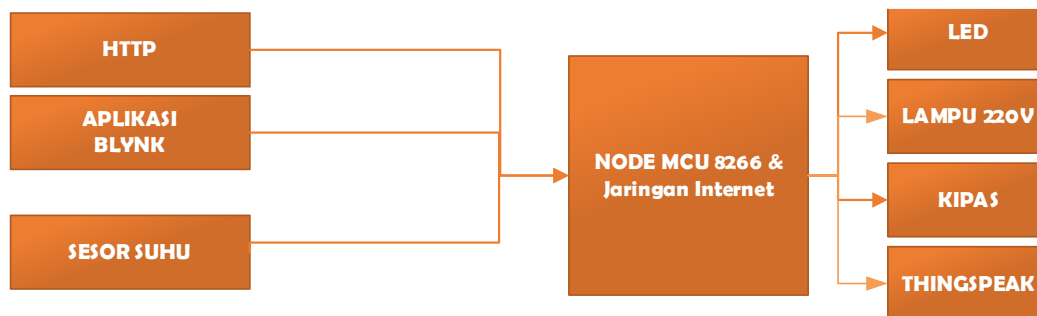 HTTP
APLIKASI
BLYNK
SESOR SUHU
NODE MCU 8266 &
Jaringan Internet
LED
LAMPU 220V
KIPAS
THINGSPEAK